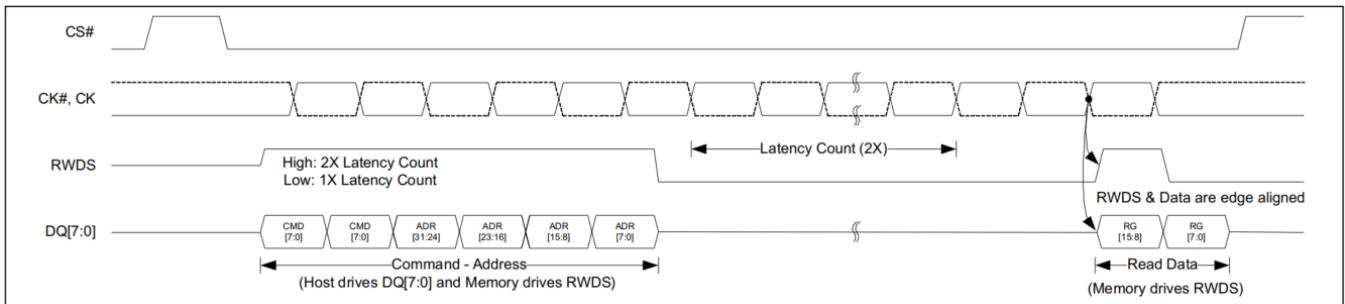 CS#
CK#, CK
Latency Count (2X)
RWDS
High: 2X Latency Count
Low: 1X Latency Count
RWDS & Data are edge aligned
DQ[7:0]
CMD [7:0]
CMD [7:0]
ADR [31:24]
ADR [23:16]
ADR [15:8]
ADR [7:0]
RG [15:8]
RG [7:0]
Command - Address
(Host drives DQ[7:0] and Memory drives RWDS)
Read Data
(Memory drives RWDS)